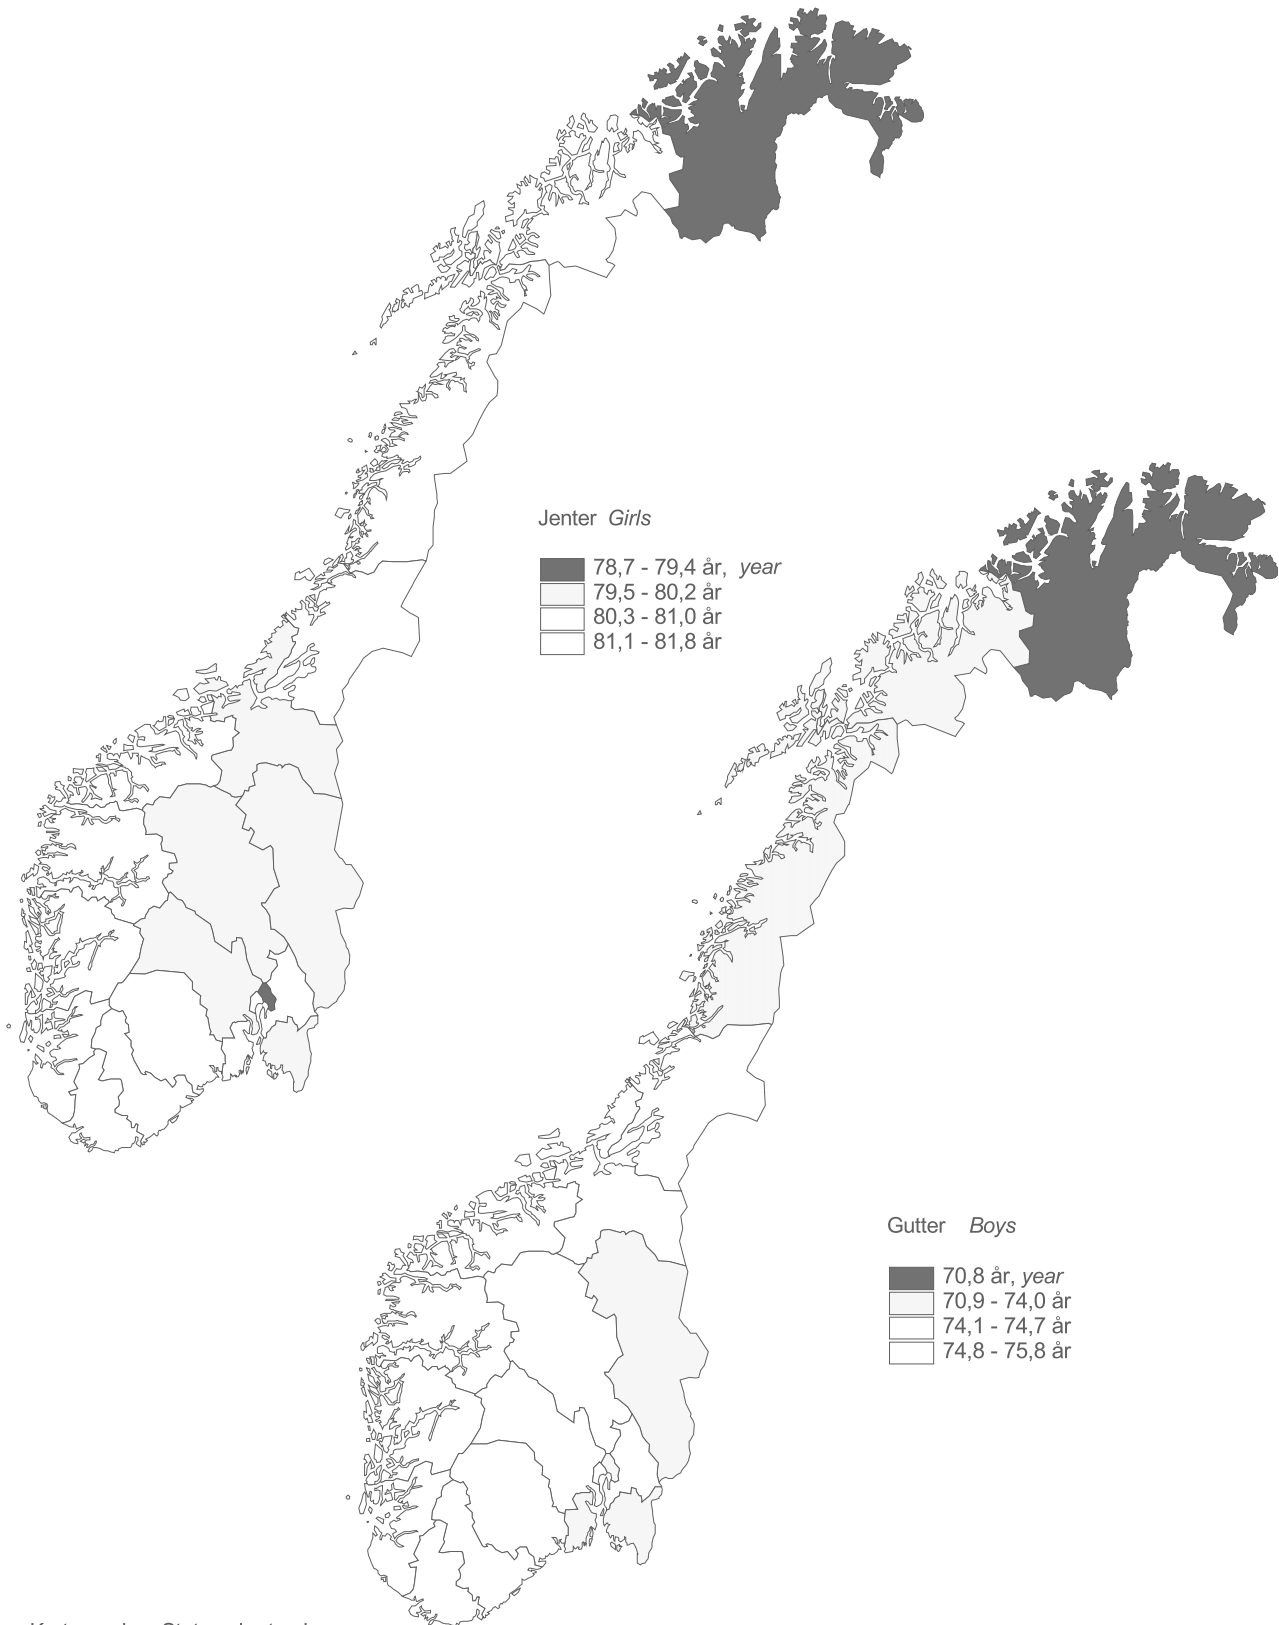 Jenter Girls
78,7 - 79,4 år, year
79,5 - 80,2 år
80,3 - 81,0 år
81,1 - 81,8 år
Gutter Boys
70,8 år, year
70,9 - 74,0 år
74,1 - 74,7 år
74,8 - 75,8 år